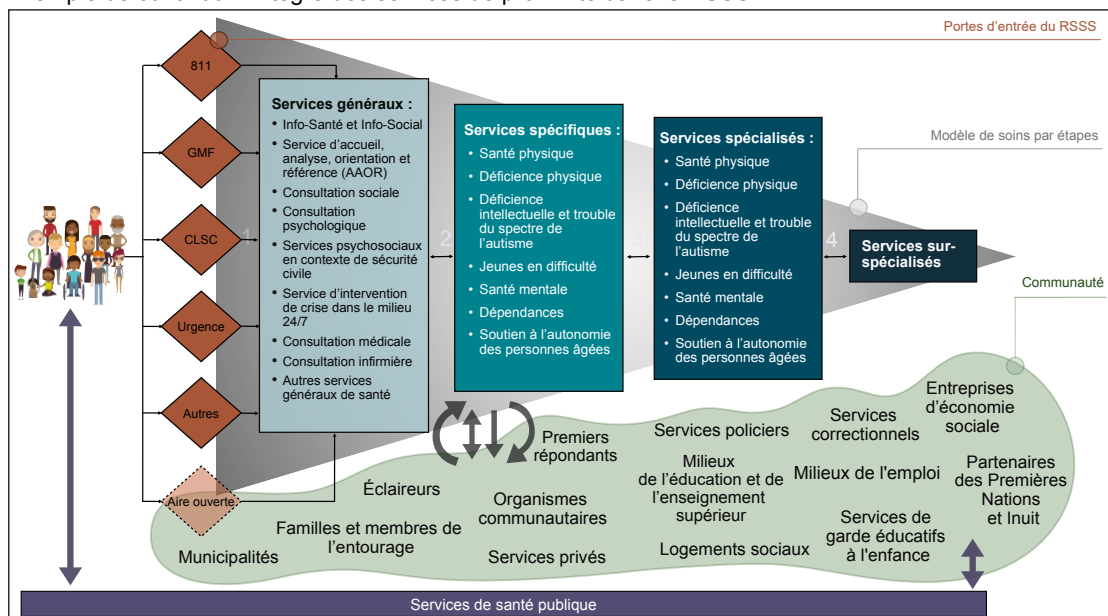 Portes d'entrée du RSSS
811
GMF
CLSC
Urgence
Autres
Aire ouverte
1
Services généraux :
• Info-Santé et Info-Social
• Service d'accueil,
analyse, orientation et
référence (AAOR)
• Consultation sociale
• Consultation
psychologique
• Services psychosociaux
en contexte de sécurité
civile
• Service d'intervention
de crise dans le milieu
24/7
• Consultation médicale
• Consultation infirmière
• Autres services
généraux de santé
2
Services spécifiques :
• Santé physique
• Déficience physique
• Déficience
intellectuelle et trouble
du spectre de
l'autisme
• Jeunes en difficulté
• Santé mentale
• Dépendances
• Soutien à l'autonomie
des personnes âgées
3
Services spécialisés :
• Santé physique
• Déficience physique
• Déficience
intellectuelle et trouble
du spectre de
l'autisme
• Jeunes en difficulté
• Santé mentale
• Dépendances
• Soutien à l'autonomie
des personnes âgées
4
Services sur-
spécialisés
Modèle de soins par étapes
Communauté
Municipalités
Éclaireurs
Familles et membres de
l'entourage
Premiers
répondants
Organismes
communautaires
Services privés
Services policiers
Milieux
de l'éducation et de
l'enseignement
supérieur
Logements sociaux
Services
correctionnels
Milieux de l'emploi
Services de
garde éducatifs
à l'enfance
Entreprises
d'économie
sociale
Partenaires
des Premières
Nations
et Inuit
Services de santé publique